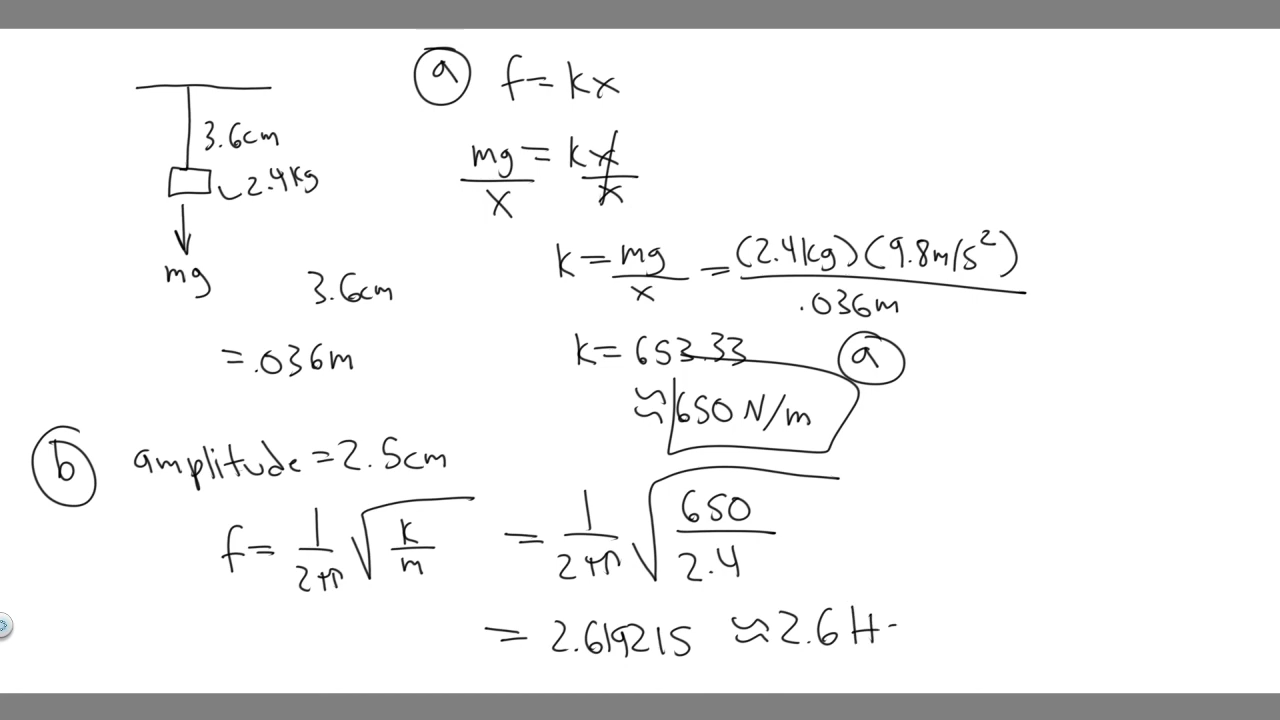 3.6cm
2.4kg
mg
3.6cm
= .036m
a f = kx
mg/x = kx/x
k = mg/x = (2.4kg)(9.8m/s²)/.036m
k = 653.33 a
≈ 650 N/m
b amplitude = 2.5cm
f = 1/2π √k/m = 1/2π √650/2.4
= 2.619215 ≈ 2.6 H